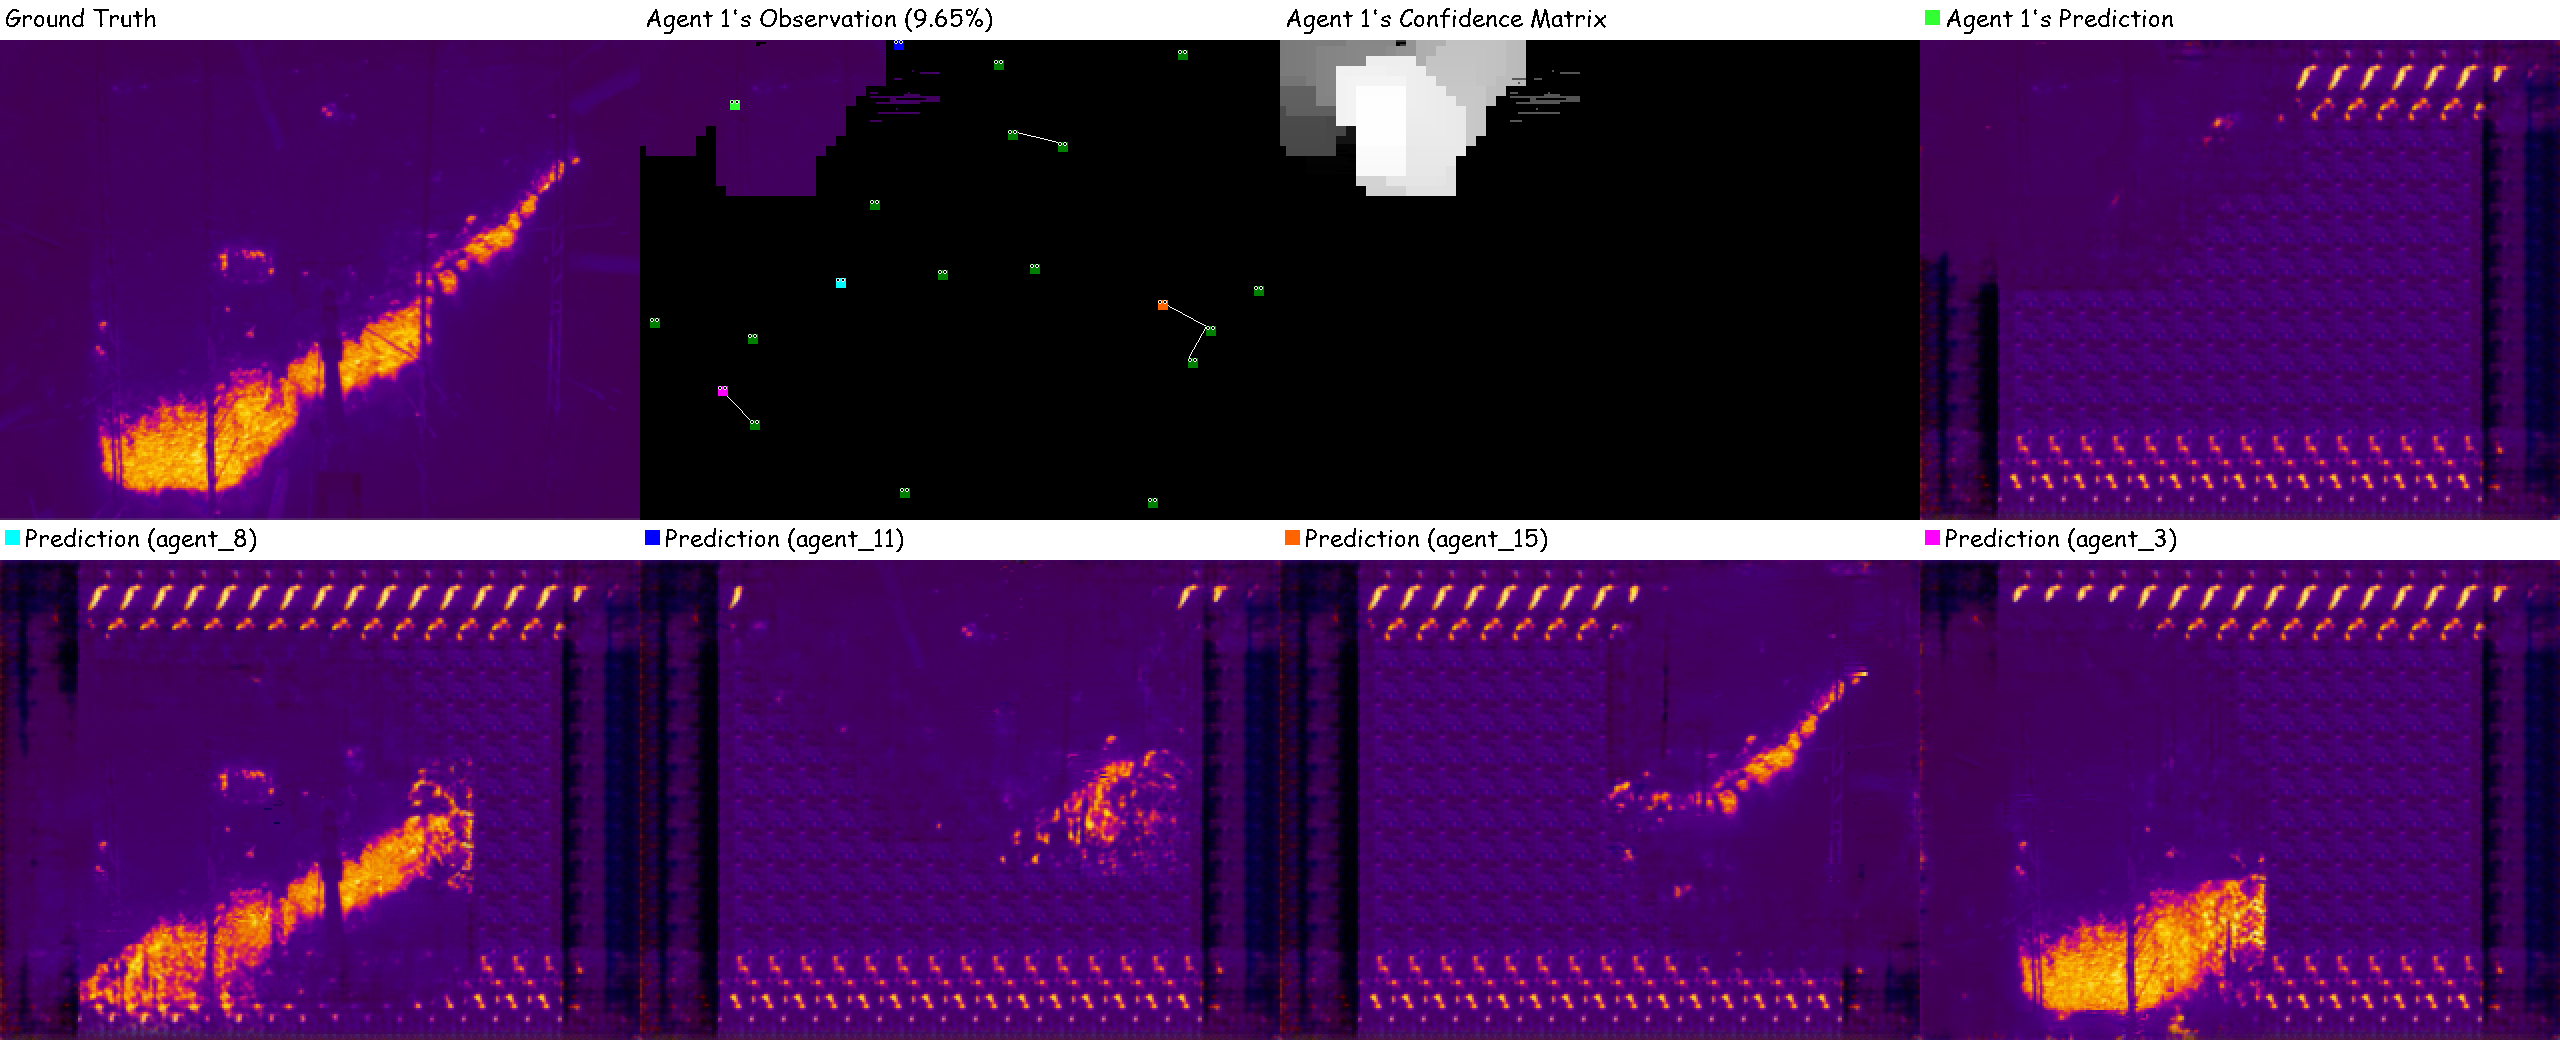 Ground Truth
Agent 1's Observation (9.65%)
Agent 1's Confidence Matrix
Agent 1's Prediction
Prediction (agent_8)
Prediction (agent_11)
Prediction (agent_15)
Prediction (agent_3)